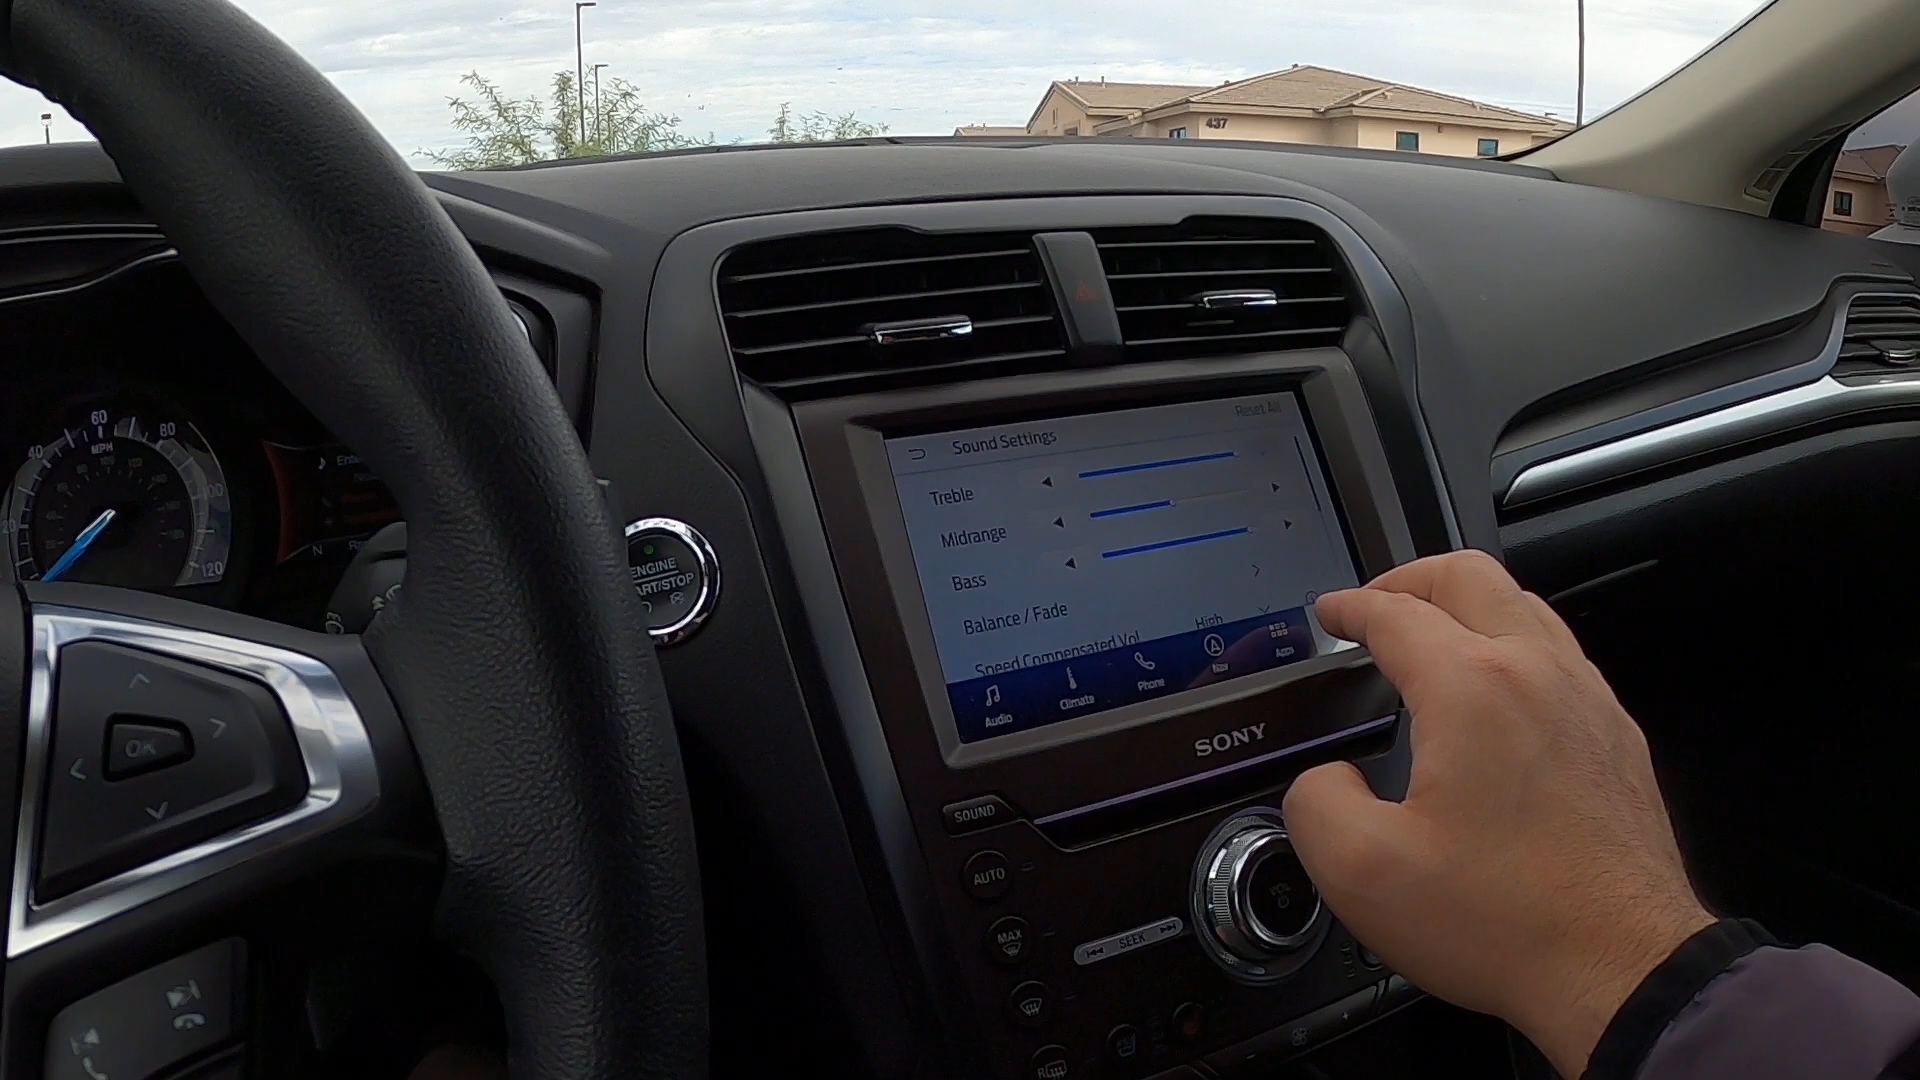 437
60
40
80
MPH
100
20
120
N
ENGINE
START/STOP
Reset All
Sound Settings
Treble
Midrange
Bass
Balance / Fade
Speed Compensated Vol
High
Audio
Climate
Phone
Nav
Apps
SONY
OK
SOUND
AUTO
MAX
SEEK
VOL
R